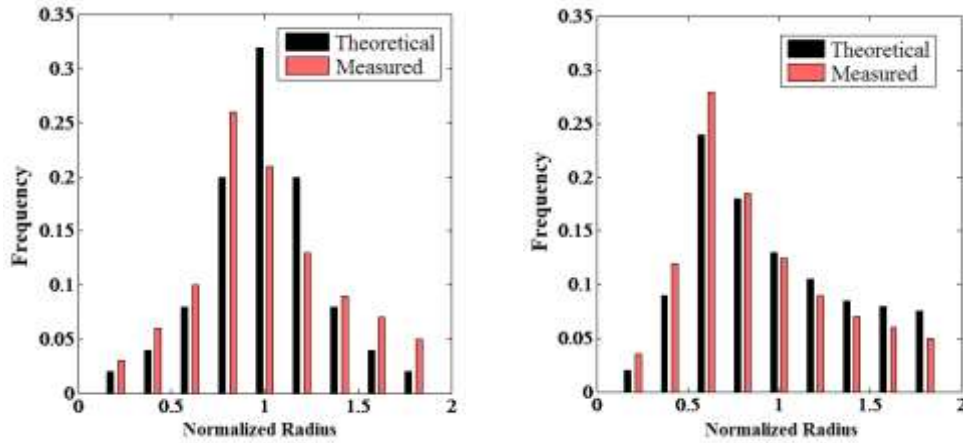 0.35
0.3
0.25
0.2
0.15
0.1
0.05
0
Frequency
0 0.5 1 1.5 2
Normalized Radius
Theoretical
Measured
0.35
0.3
0.25
0.2
0.15
0.1
0.05
0
Frequency
0 0.5 1 1.5 2
Normalized Radius
Theoretical
Measured